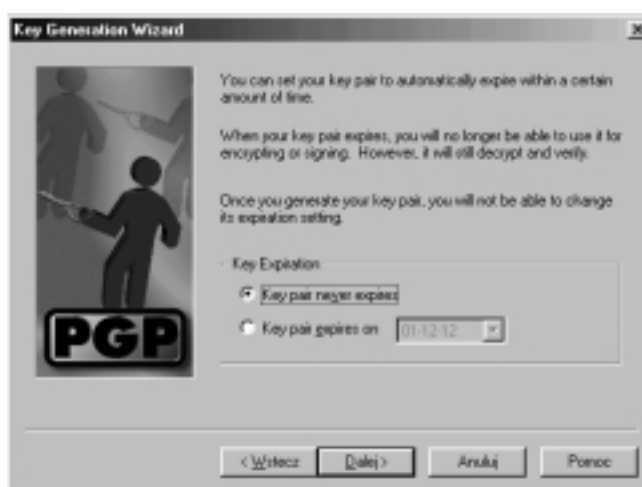 Key Generation Wizard
You can set your key pair to automatically expire within a certain
amount of time.
When your key pair expires, you will no longer be able to use it for
encrypting or signing. However, it will still decrypt and verify.
Once you generate your key pair, you will not be able to change
its expiration setting.
Key Expiration
Key pair never expires
Key pair expires on 01-12-12
PGP
< Wstecz Dalej > Anuluj Pomoc